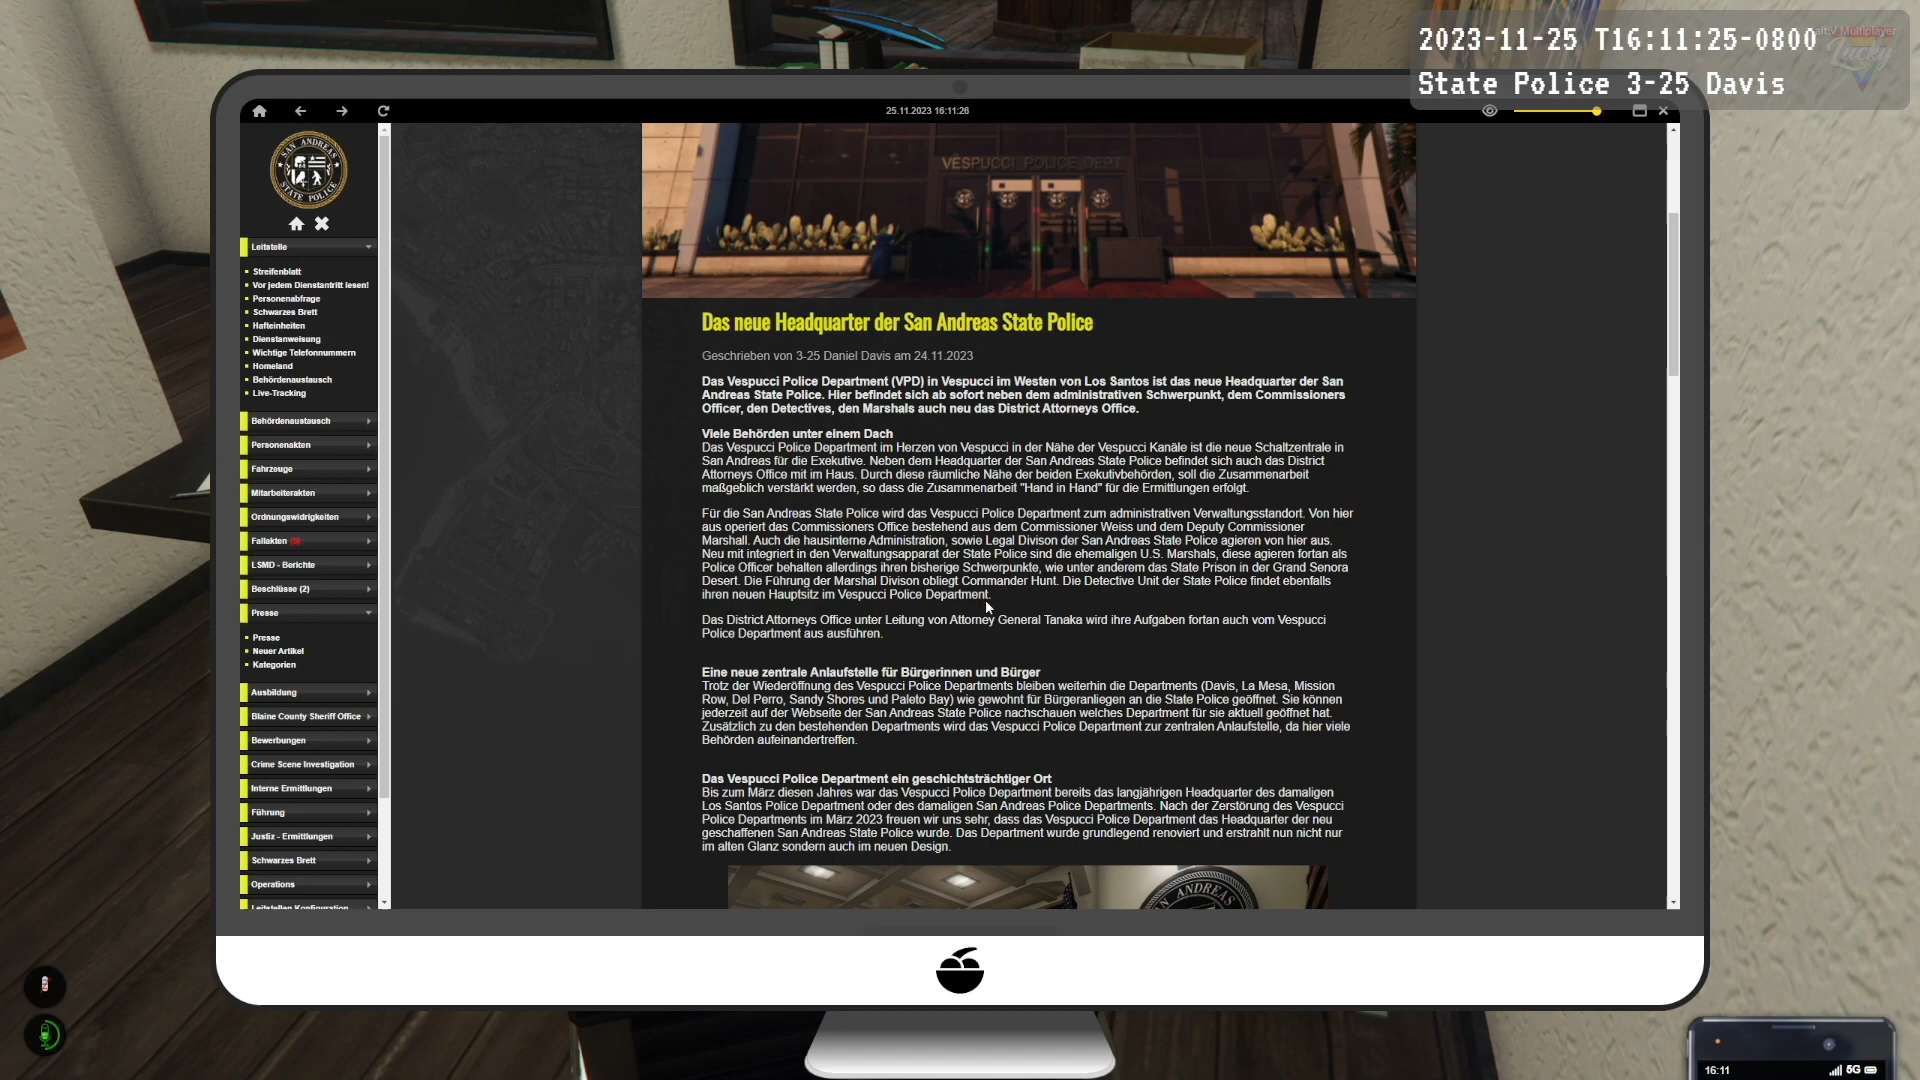 2023-11-25 T16:11:25-0800
alt:V Multiplayer
Lucky
State Police 3-25 Davis
25.11.2023 16:11:26
SAN ANDREAS
STATE POLICE
Leitstelle
Streifenblatt
Vor jedem Dienstantritt lesen!
Personenabfrage
Schwarzes Brett
Hafteinheiten
Dienstanweisung
Wichtige Telefonnummern
Homeland
Behördenaustausch
Live-Tracking
Behördenaustausch
Personenakten
Fahrzeuge
Mitarbeiterakten
Ordnungswidrigkeiten
Fallakten
LSMD - Berichte
Beschlüsse (2)
Presse
Presse
Neuer Artikel
Kategorien
Ausbildung
Blaine County Sheriff Office
Bewerbungen
Crime Scene Investigation
Interne Ermittlungen
Führung
Justiz - Ermittlungen
Schwarzes Brett
Operations
Leitstellen Konfiguration
VESPUCCI POLICE DEPT
Das neue Headquarter der San Andreas State Police
Geschrieben von 3-25 Daniel Davis am 24.11.2023
Das Vespucci Police Department (VPD) in Vespucci im Westen von Los Santos ist das neue Headquarter der San
Andreas State Police. Hier befindet sich ab sofort neben dem administrativen Schwerpunkt, dem Commissioners
Officer, den Detectives, den Marshals auch neu das District Attorneys Office.
Viele Behörden unter einem Dach
Das Vespucci Police Department im Herzen von Vespucci in der Nähe der Vespucci Kanäle ist die neue Schaltzentrale in
San Andreas für die Exekutive. Neben dem Headquarter der San Andreas State Police befindet sich auch das District
Attorneys Office mit im Haus. Durch diese räumliche Nähe der beiden Exekutivbehörden, soll die Zusammenarbeit
maßgeblich verstärkt werden, so dass die Zusammenarbeit "Hand in Hand" für die Ermittlungen erfolgt.
Für die San Andreas State Police wird das Vespucci Police Department zum administrativen Verwaltungsstandort. Von hier
aus operiert das Commissioners Office bestehend aus dem Commissioner Weiss und dem Deputy Commissioner
Marshall. Auch die hausinterne Administration, sowie Legal Divison der San Andreas State Police agieren von hier aus.
Neu mit integriert in den Verwaltungsapparat der State Police sind die ehemaligen U.S. Marshals, diese agieren fortan als
Police Officer behalten allerdings ihren bisherige Schwerpunkte, wie unter anderem das State Prison in der Grand Senora
Desert. Die Führung der Marshal Divison obliegt Commander Hunt. Die Detective Unit der State Police findet ebenfalls
ihren neuen Hauptsitz im Vespucci Police Department.
Das District Attorneys Office unter Leitung von Attorney General Tanaka wird ihre Aufgaben fortan auch vom Vespucci
Police Department aus ausführen.
Eine neue zentrale Anlaufstelle für Bürgerinnen und Bürger
Trotz der Wiederöffnung des Vespucci Police Departments bleiben weiterhin die Departments (Davis, La Mesa, Mission
Row, Del Perro, Sandy Shores und Paleto Bay) wie gewohnt für Bürgeranliegen an die State Police geöffnet. Sie können
jederzeit auf der Webseite der San Andreas State Police nachschauen welches Department für sie aktuell geöffnet hat.
Zusätzlich zu den bestehenden Departments wird das Vespucci Police Department zur zentralen Anlaufstelle, da hier viele
Behörden aufeinandertreffen.
Das Vespucci Police Department ein geschichtsträchtiger Ort
Bis zum März diesen Jahres war das Vespucci Police Department bereits das langjährigen Headquarter des damaligen
Los Santos Police Department oder des damaligen San Andreas Police Departments. Nach der Zerstörung des Vespucci
Police Departments im März 2023 freuen wir uns sehr, dass das Vespucci Police Department das Headquarter der neu
geschaffenen San Andreas State Police wurde. Das Department wurde grundlegend renoviert und erstrahlt nun nicht nur
im alten Glanz sondern auch im neuen Design.
ANDREAS
16:11
5G